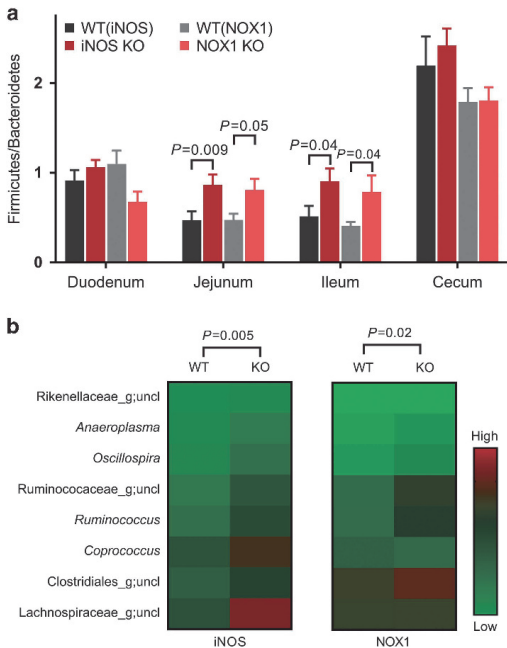 a
WT(iNOS) WT(NOX1)
iNOS KO NOX1 KO
Firmicutes/Bacteroidetes
2
1
0
P=0.009
P=0.05
P=0.04
P=0.04
Duodenum Jejunum Ileum Cecum
b
P=0.005 P=0.02
WT KO WT KO
Rikenellaceae_g;uncl
Anaeroplasma
Oscillospira
Ruminococaceae_g;uncl
Ruminococcus
Coprococcus
Clostridiales_g;uncl
Lachnospiraceae_g;uncl
High
Low
iNOS NOX1